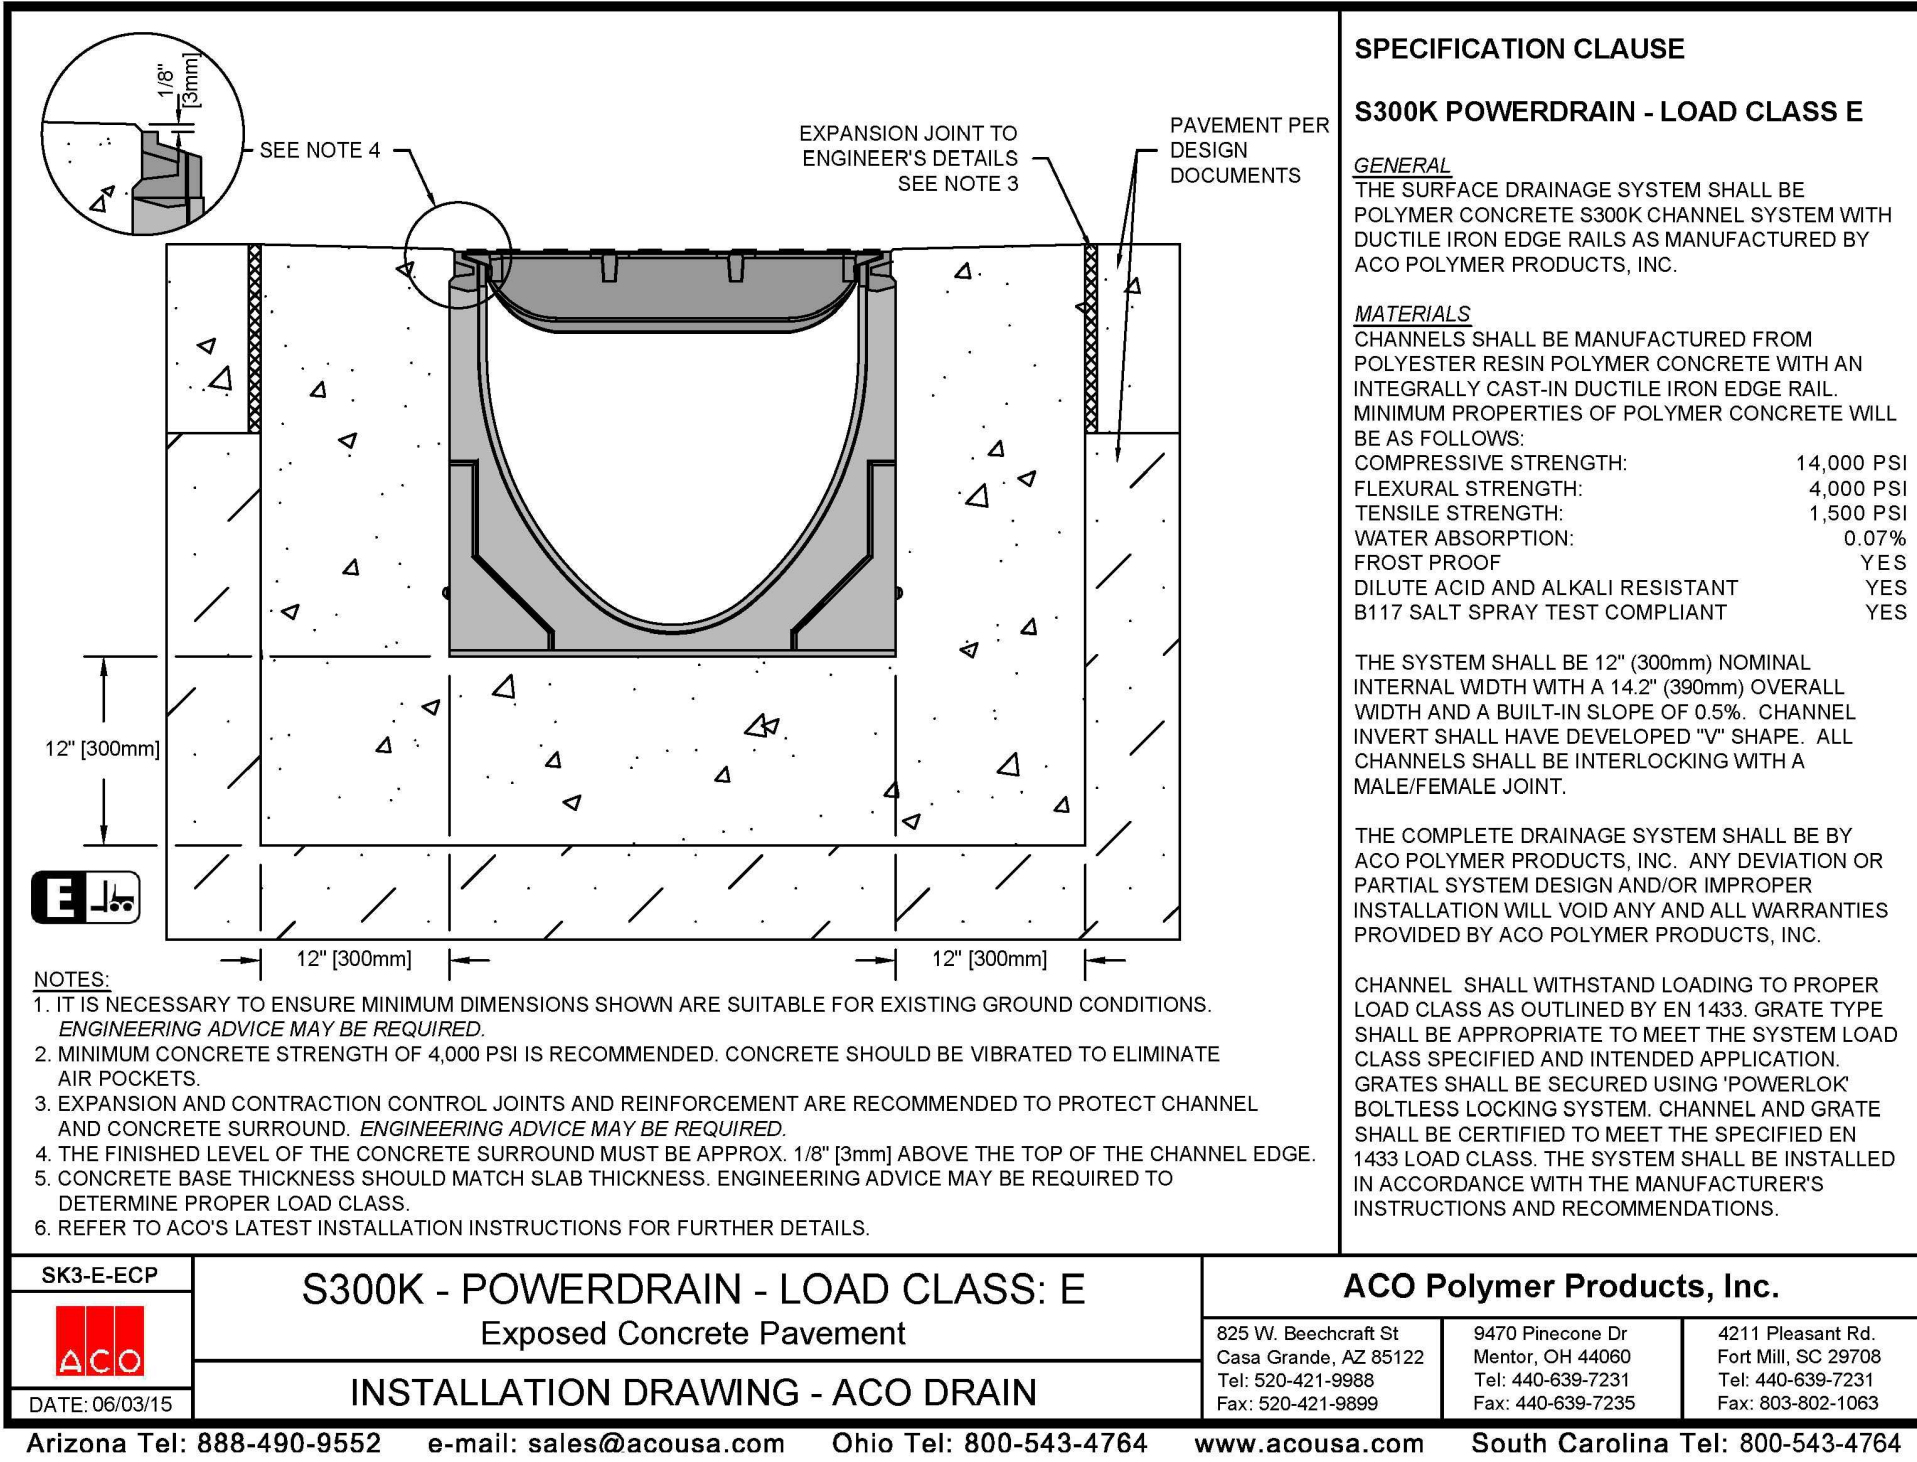 1/8"
[3mm]
SEE NOTE 4
EXPANSION JOINT TO
ENGINEER'S DETAILS
SEE NOTE 3
PAVEMENT PER
DESIGN
DOCUMENTS
12" [300mm]
E
12" [300mm]
12" [300mm]
NOTES:
1. IT IS NECESSARY TO ENSURE MINIMUM DIMENSIONS SHOWN ARE SUITABLE FOR EXISTING GROUND CONDITIONS.
ENGINEERING ADVICE MAY BE REQUIRED.
2. MINIMUM CONCRETE STRENGTH OF 4,000 PSI IS RECOMMENDED. CONCRETE SHOULD BE VIBRATED TO ELIMINATE
AIR POCKETS.
3. EXPANSION AND CONTRACTION CONTROL JOINTS AND REINFORCEMENT ARE RECOMMENDED TO PROTECT CHANNEL
AND CONCRETE SURROUND. ENGINEERING ADVICE MAY BE REQUIRED.
4. THE FINISHED LEVEL OF THE CONCRETE SURROUND MUST BE APPROX. 1/8" [3mm] ABOVE THE TOP OF THE CHANNEL EDGE.
5. CONCRETE BASE THICKNESS SHOULD MATCH SLAB THICKNESS. ENGINEERING ADVICE MAY BE REQUIRED TO
DETERMINE PROPER LOAD CLASS.
6. REFER TO ACO'S LATEST INSTALLATION INSTRUCTIONS FOR FURTHER DETAILS.
SPECIFICATION CLAUSE
S300K POWERDRAIN - LOAD CLASS E
GENERAL
THE SURFACE DRAINAGE SYSTEM SHALL BE
POLYMER CONCRETE S300K CHANNEL SYSTEM WITH
DUCTILE IRON EDGE RAILS AS MANUFACTURED BY
ACO POLYMER PRODUCTS, INC.
MATERIALS
CHANNELS SHALL BE MANUFACTURED FROM
POLYESTER RESIN POLYMER CONCRETE WITH AN
INTEGRALLY CAST-IN DUCTILE IRON EDGE RAIL.
MINIMUM PROPERTIES OF POLYMER CONCRETE WILL
BE AS FOLLOWS:
COMPRESSIVE STRENGTH: 14,000 PSI
FLEXURAL STRENGTH: 4,000 PSI
TENSILE STRENGTH: 1,500 PSI
WATER ABSORPTION: 0.07%
FROST PROOF YES
DILUTE ACID AND ALKALI RESISTANT YES
B117 SALT SPRAY TEST COMPLIANT YES
THE SYSTEM SHALL BE 12" (300mm) NOMINAL
INTERNAL WIDTH WITH A 14.2" (390mm) OVERALL
WIDTH AND A BUILT-IN SLOPE OF 0.5%. CHANNEL
INVERT SHALL HAVE DEVELOPED "V" SHAPE. ALL
CHANNELS SHALL BE INTERLOCKING WITH A
MALE/FEMALE JOINT.
THE COMPLETE DRAINAGE SYSTEM SHALL BE BY
ACO POLYMER PRODUCTS, INC. ANY DEVIATION OR
PARTIAL SYSTEM DESIGN AND/OR IMPROPER
INSTALLATION WILL VOID ANY AND ALL WARRANTIES
PROVIDED BY ACO POLYMER PRODUCTS, INC.
CHANNEL SHALL WITHSTAND LOADING TO PROPER
LOAD CLASS AS OUTLINED BY EN 1433. GRATE TYPE
SHALL BE APPROPRIATE TO MEET THE SYSTEM LOAD
CLASS SPECIFIED AND INTENDED APPLICATION.
GRATES SHALL BE SECURED USING 'POWERLOK'
BOLTLESS LOCKING SYSTEM. CHANNEL AND GRATE
SHALL BE CERTIFIED TO MEET THE SPECIFIED EN
1433 LOAD CLASS. THE SYSTEM SHALL BE INSTALLED
IN ACCORDANCE WITH THE MANUFACTURER'S
INSTRUCTIONS AND RECOMMENDATIONS.
SK3-E-ECP
ACO
DATE: 06/03/15
S300K - POWERDRAIN - LOAD CLASS: E
Exposed Concrete Pavement
INSTALLATION DRAWING - ACO DRAIN
ACO Polymer Products, Inc.
825 W. Beechcraft St
Casa Grande, AZ 85122
Tel: 520-421-9988
Fax: 520-421-9899
9470 Pinecone Dr
Mentor, OH 44060
Tel: 440-639-7231
Fax: 440-639-7235
4211 Pleasant Rd.
Fort Mill, SC 29708
Tel: 440-639-7231
Fax: 803-802-1063
Arizona Tel: 888-490-9552 e-mail: sales@acousa.com Ohio Tel: 800-543-4764 www.acousa.com South Carolina Tel: 800-543-4764